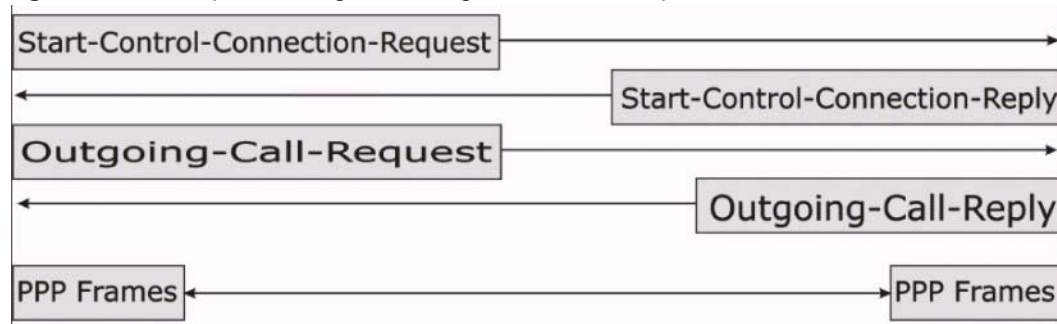 Start-Control-Connection-Request
Start-Control-Connection-Reply
Outgoing-Call-Request
Outgoing-Call-Reply
PPP Frames
PPP Frames